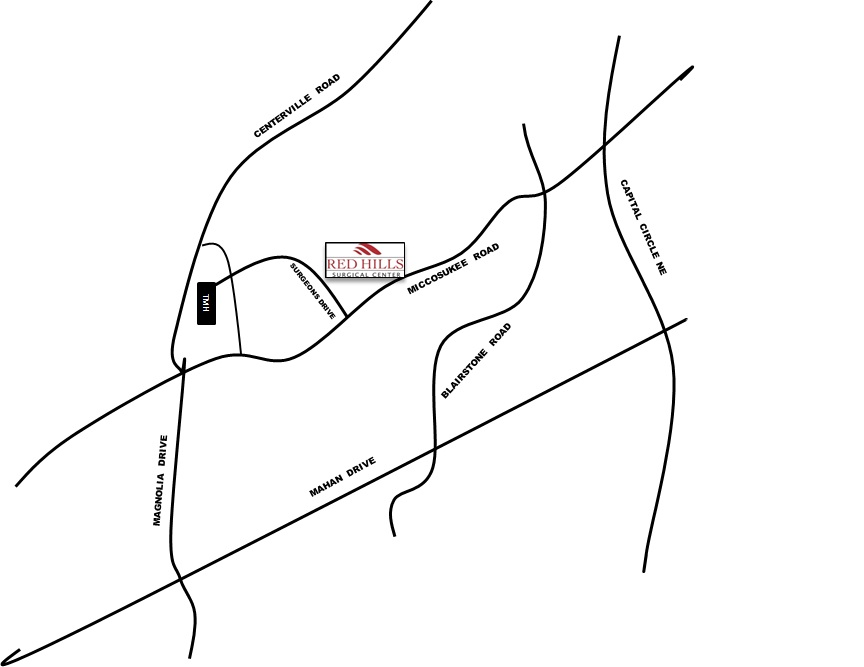 CENTERVILLE ROAD
CAPITAL CIRCLE NE
RED HILLS
SURGICAL CENTER
MICCOSUKEE ROAD
SURGEONS DRIVE
TMH
BLAIRSTONE ROAD
MAGNOLIA DRIVE
MAHAN DRIVE